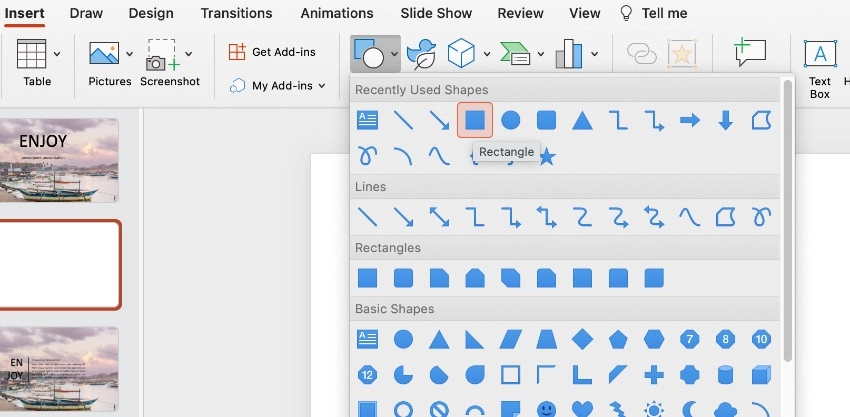 Insert Draw Design Transitions Animations Slide Show Review View Tell me
Get Add-ins
My Add-ins
Table Pictures Screenshot
Text
Box
H
Recently Used Shapes
A
Rectangle
Lines
Rectangles
Basic Shapes
A
7 8 10
12
ENJOY
EN
JOY